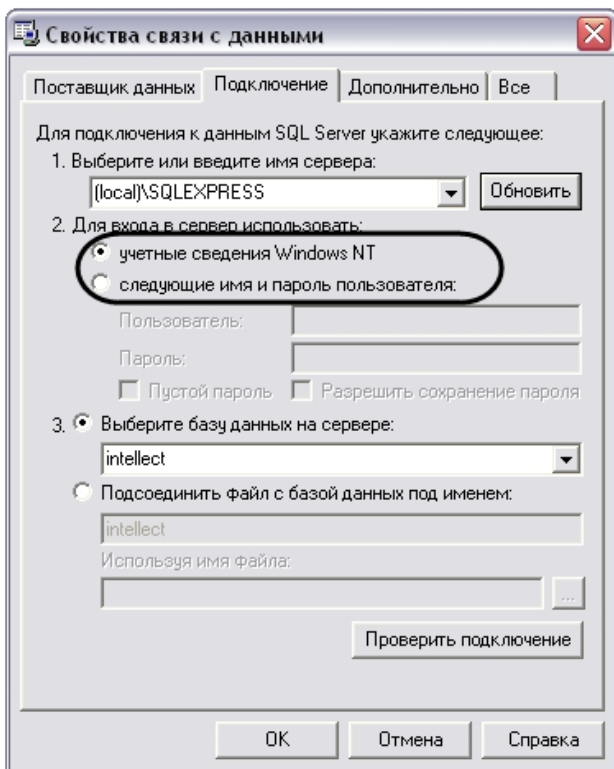 Свойства связи с данными
Поставщик данных Подключение Дополнительно Все
Для подключения к данным SQL Server укажите следующее:
1. Выберите или введите имя сервера:
(local)\SQLEXPRESS Обновить
2. Для входа в сервер использовать:
учетные сведения Windows NT
следующие имя и пароль пользователя:
Пользователь:
Пароль:
Пустой пароль Разрешить сохранение пароля
3. Выберите базу данных на сервере:
intellect
Подсоединить файл с базой данных под именем:
intellect
Используя имя файла:
...
Проверить подключение
OK Отмена Справка